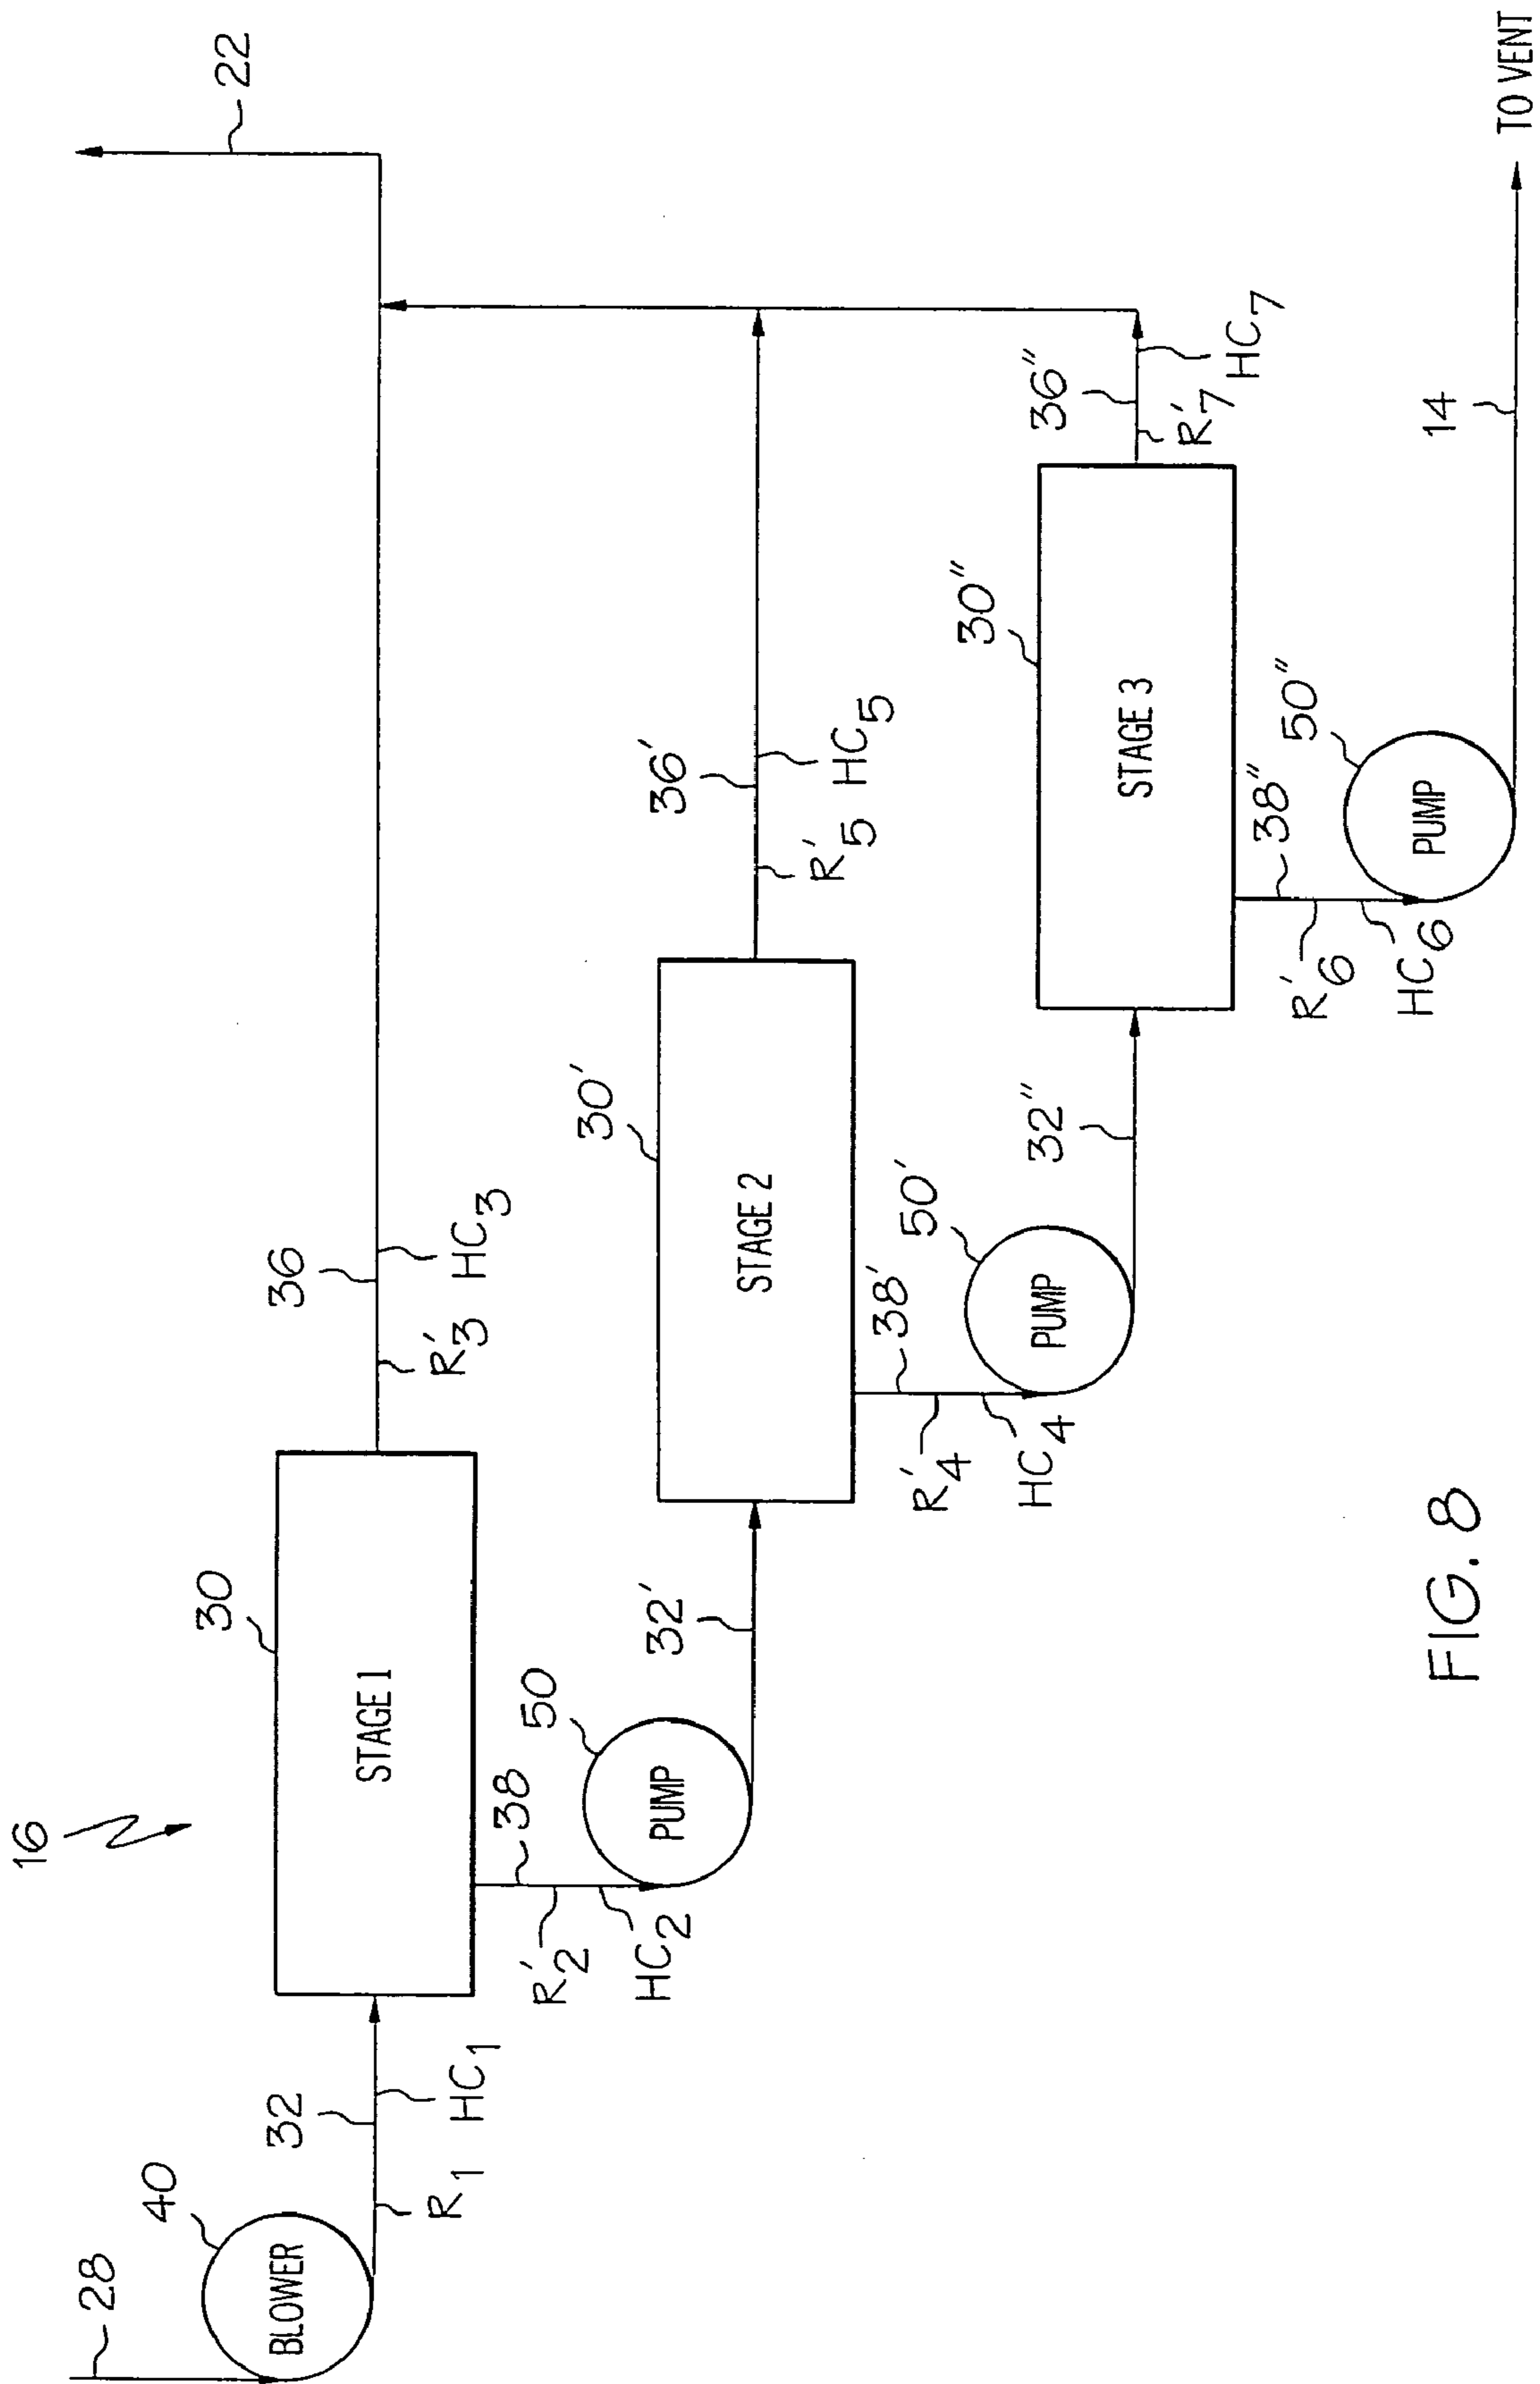 16
28
40
BLOWER
32
R1
HC1
30
STAGE 1
38
R'2
HC2
50
PUMP
36
R'3
HC3
22
32'
30'
STAGE 2
38'
R'4
HC4
50'
PUMP
36'
R'5
HC5
32"
30"
STAGE 3
38"
R'6
HC6
50"
PUMP
36"
R'7
HC7
14
TO VENT
FIG. 8